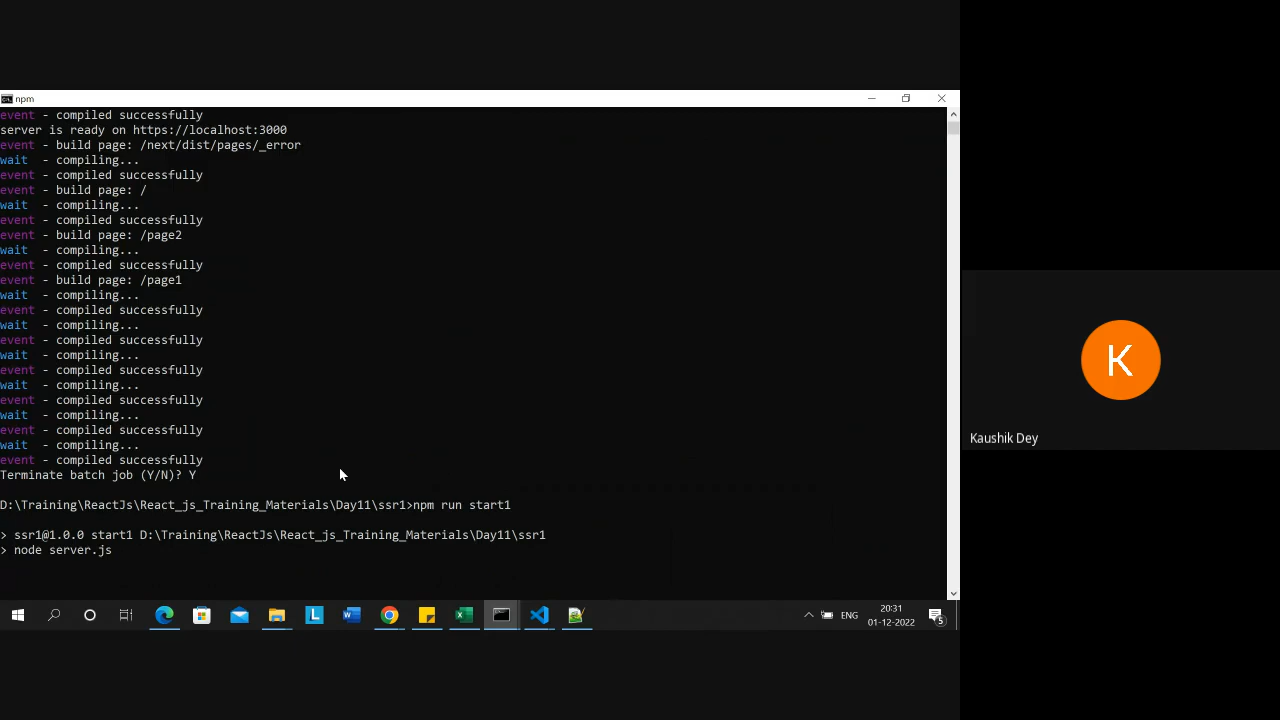 npm
event - compiled successfully
server is ready on https://localhost:3000
event - build page: /next/dist/pages/_error
wait  - compiling...
event - compiled successfully
event - build page: /
wait  - compiling...
event - compiled successfully
event - build page: /page2
wait  - compiling...
event - compiled successfully
event - build page: /page1
wait  - compiling...
event - compiled successfully
wait  - compiling...
event - compiled successfully
wait  - compiling...
event - compiled successfully
wait  - compiling...
event - compiled successfully
wait  - compiling...
event - compiled successfully
wait  - compiling...
event - compiled successfully
Terminate batch job (Y/N)? Y
D:\Training\ReactJs\React_js_Training_Materials\Day11\ssr1>npm run start1
> ssr1@1.0.0 start1 D:\Training\ReactJs\React_js_Training_Materials\Day11\ssr1
> node server.js
K
Kaushik Dey
L
W
X
ENG
20:31
01-12-2022
5